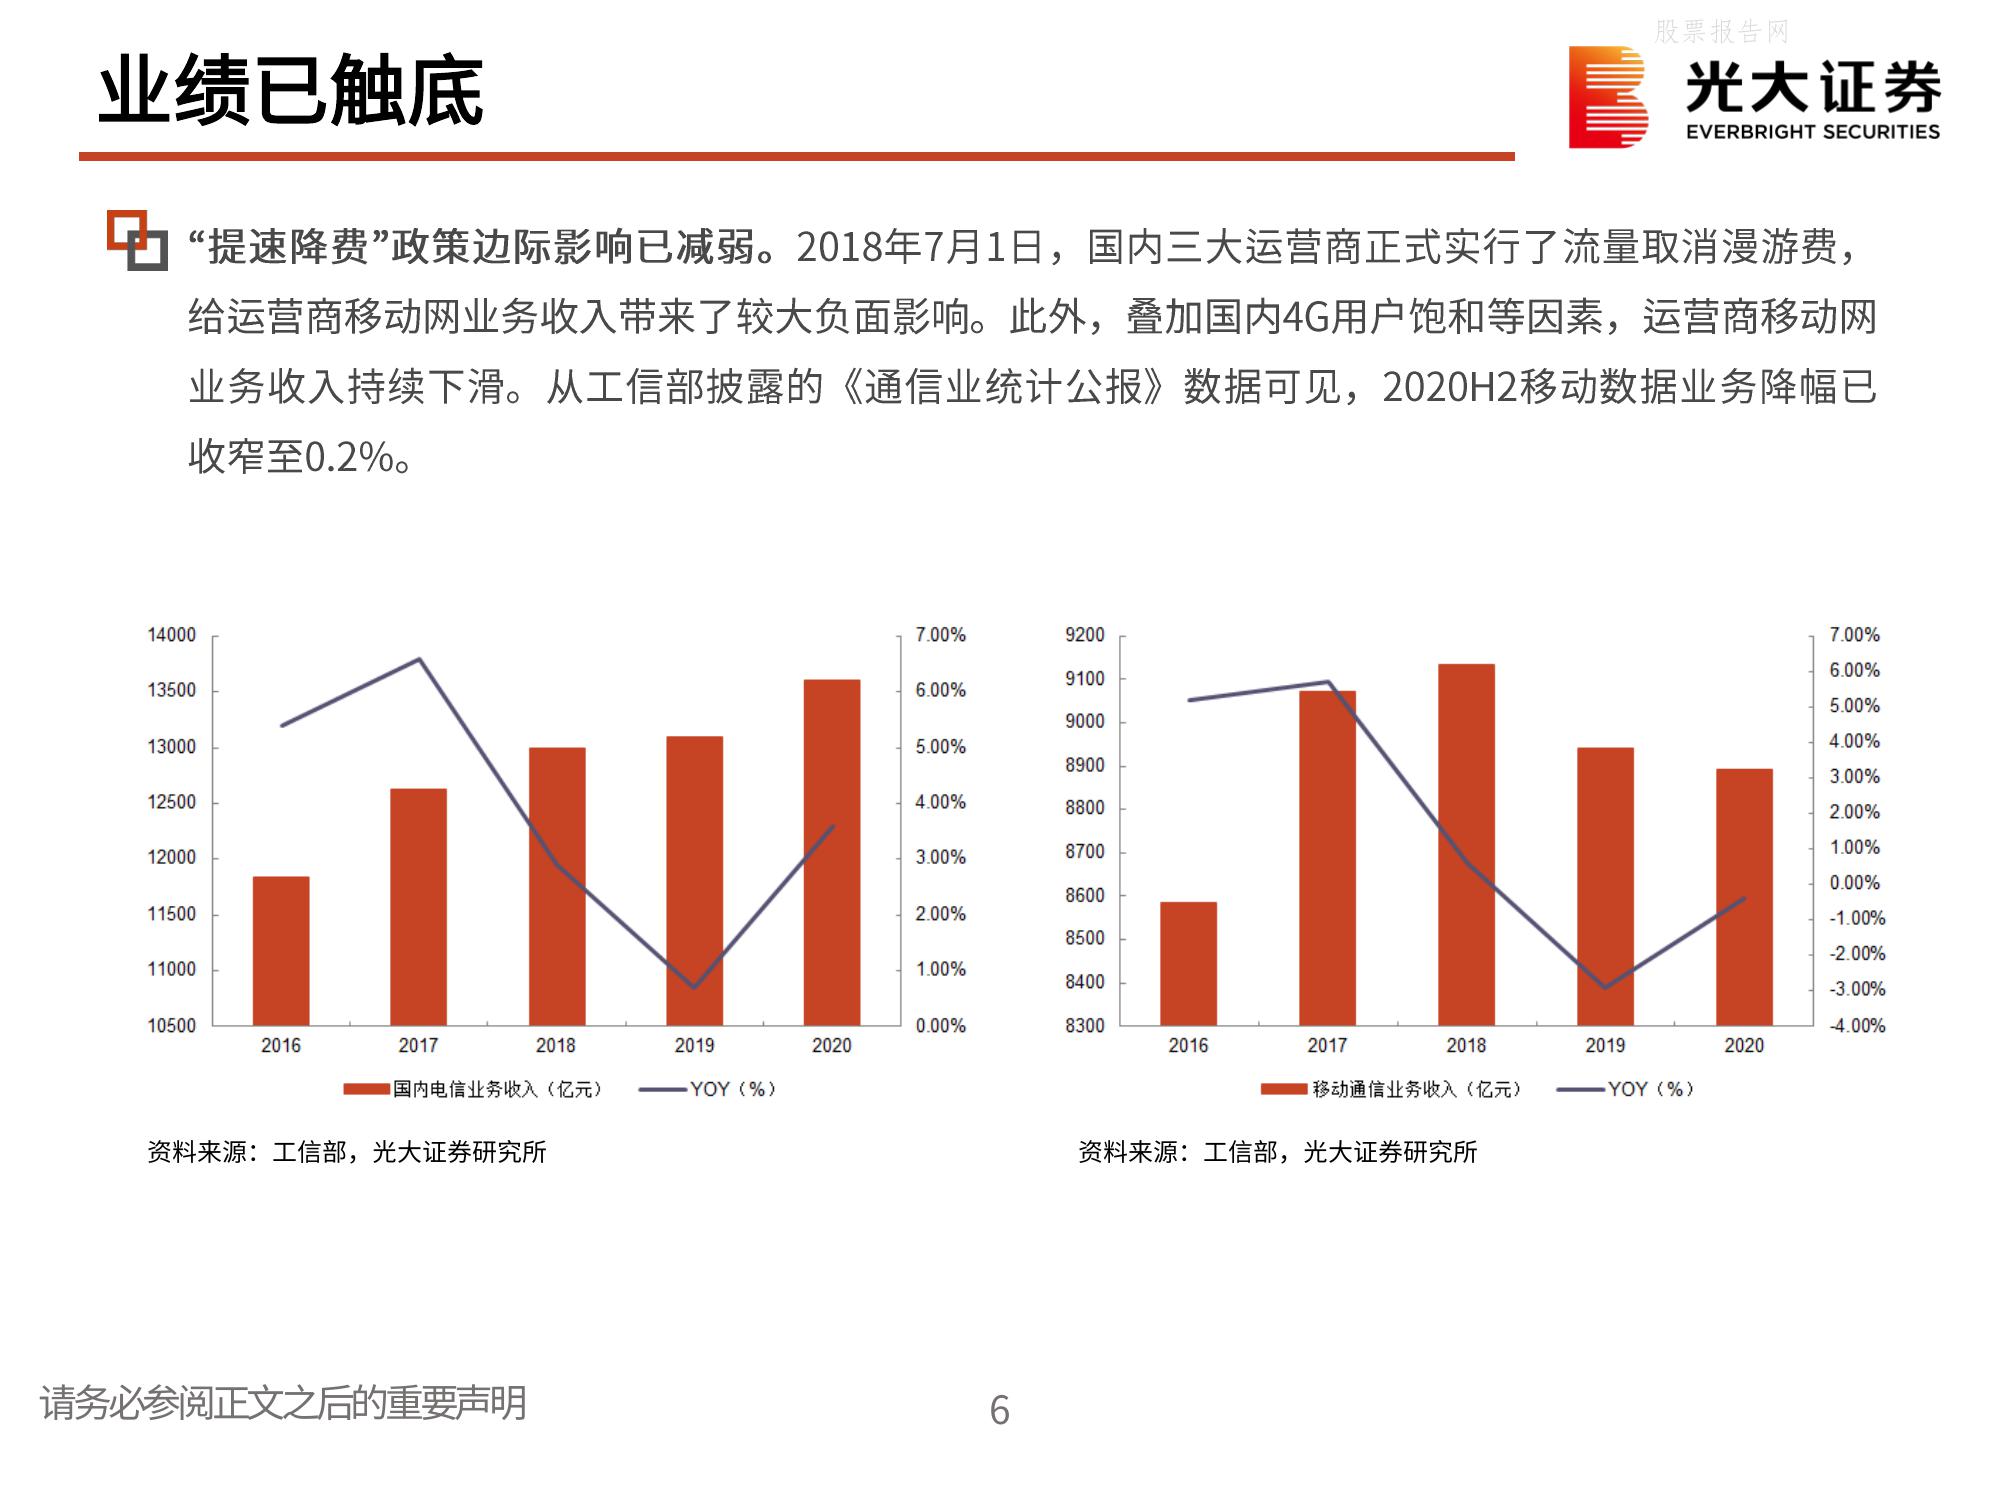 股票报告网
业绩已触底
光大证券
EVERBRIGHT SECURITIES
“提速降费”政策边际影响已减弱。2018年7月1日，国内三大运营商正式实行了流量取消漫游费，
给运营商移动网业务收入带来了较大负面影响。此外，叠加国内4G用户饱和等因素，运营商移动网
业务收入持续下滑。从工信部披露的《通信业统计公报》数据可见，2020H2移动数据业务降幅已
收窄至0.2%。
14000
13500
13000
12500
12000
11500
11000
10500
7.00%
6.00%
5.00%
4.00%
3.00%
2.00%
1.00%
0.00%
2016 2017 2018 2019 2020
国内电信业务收入（亿元） YOY（%）
资料来源：工信部，光大证券研究所
9200
9100
9000
8900
8800
8700
8600
8500
8400
8300
7.00%
6.00%
5.00%
4.00%
3.00%
2.00%
1.00%
0.00%
-1.00%
-2.00%
-3.00%
-4.00%
2016 2017 2018 2019 2020
移动通信业务收入（亿元） YOY（%）
资料来源：工信部，光大证券研究所
请务必参阅正文之后的重要声明
6